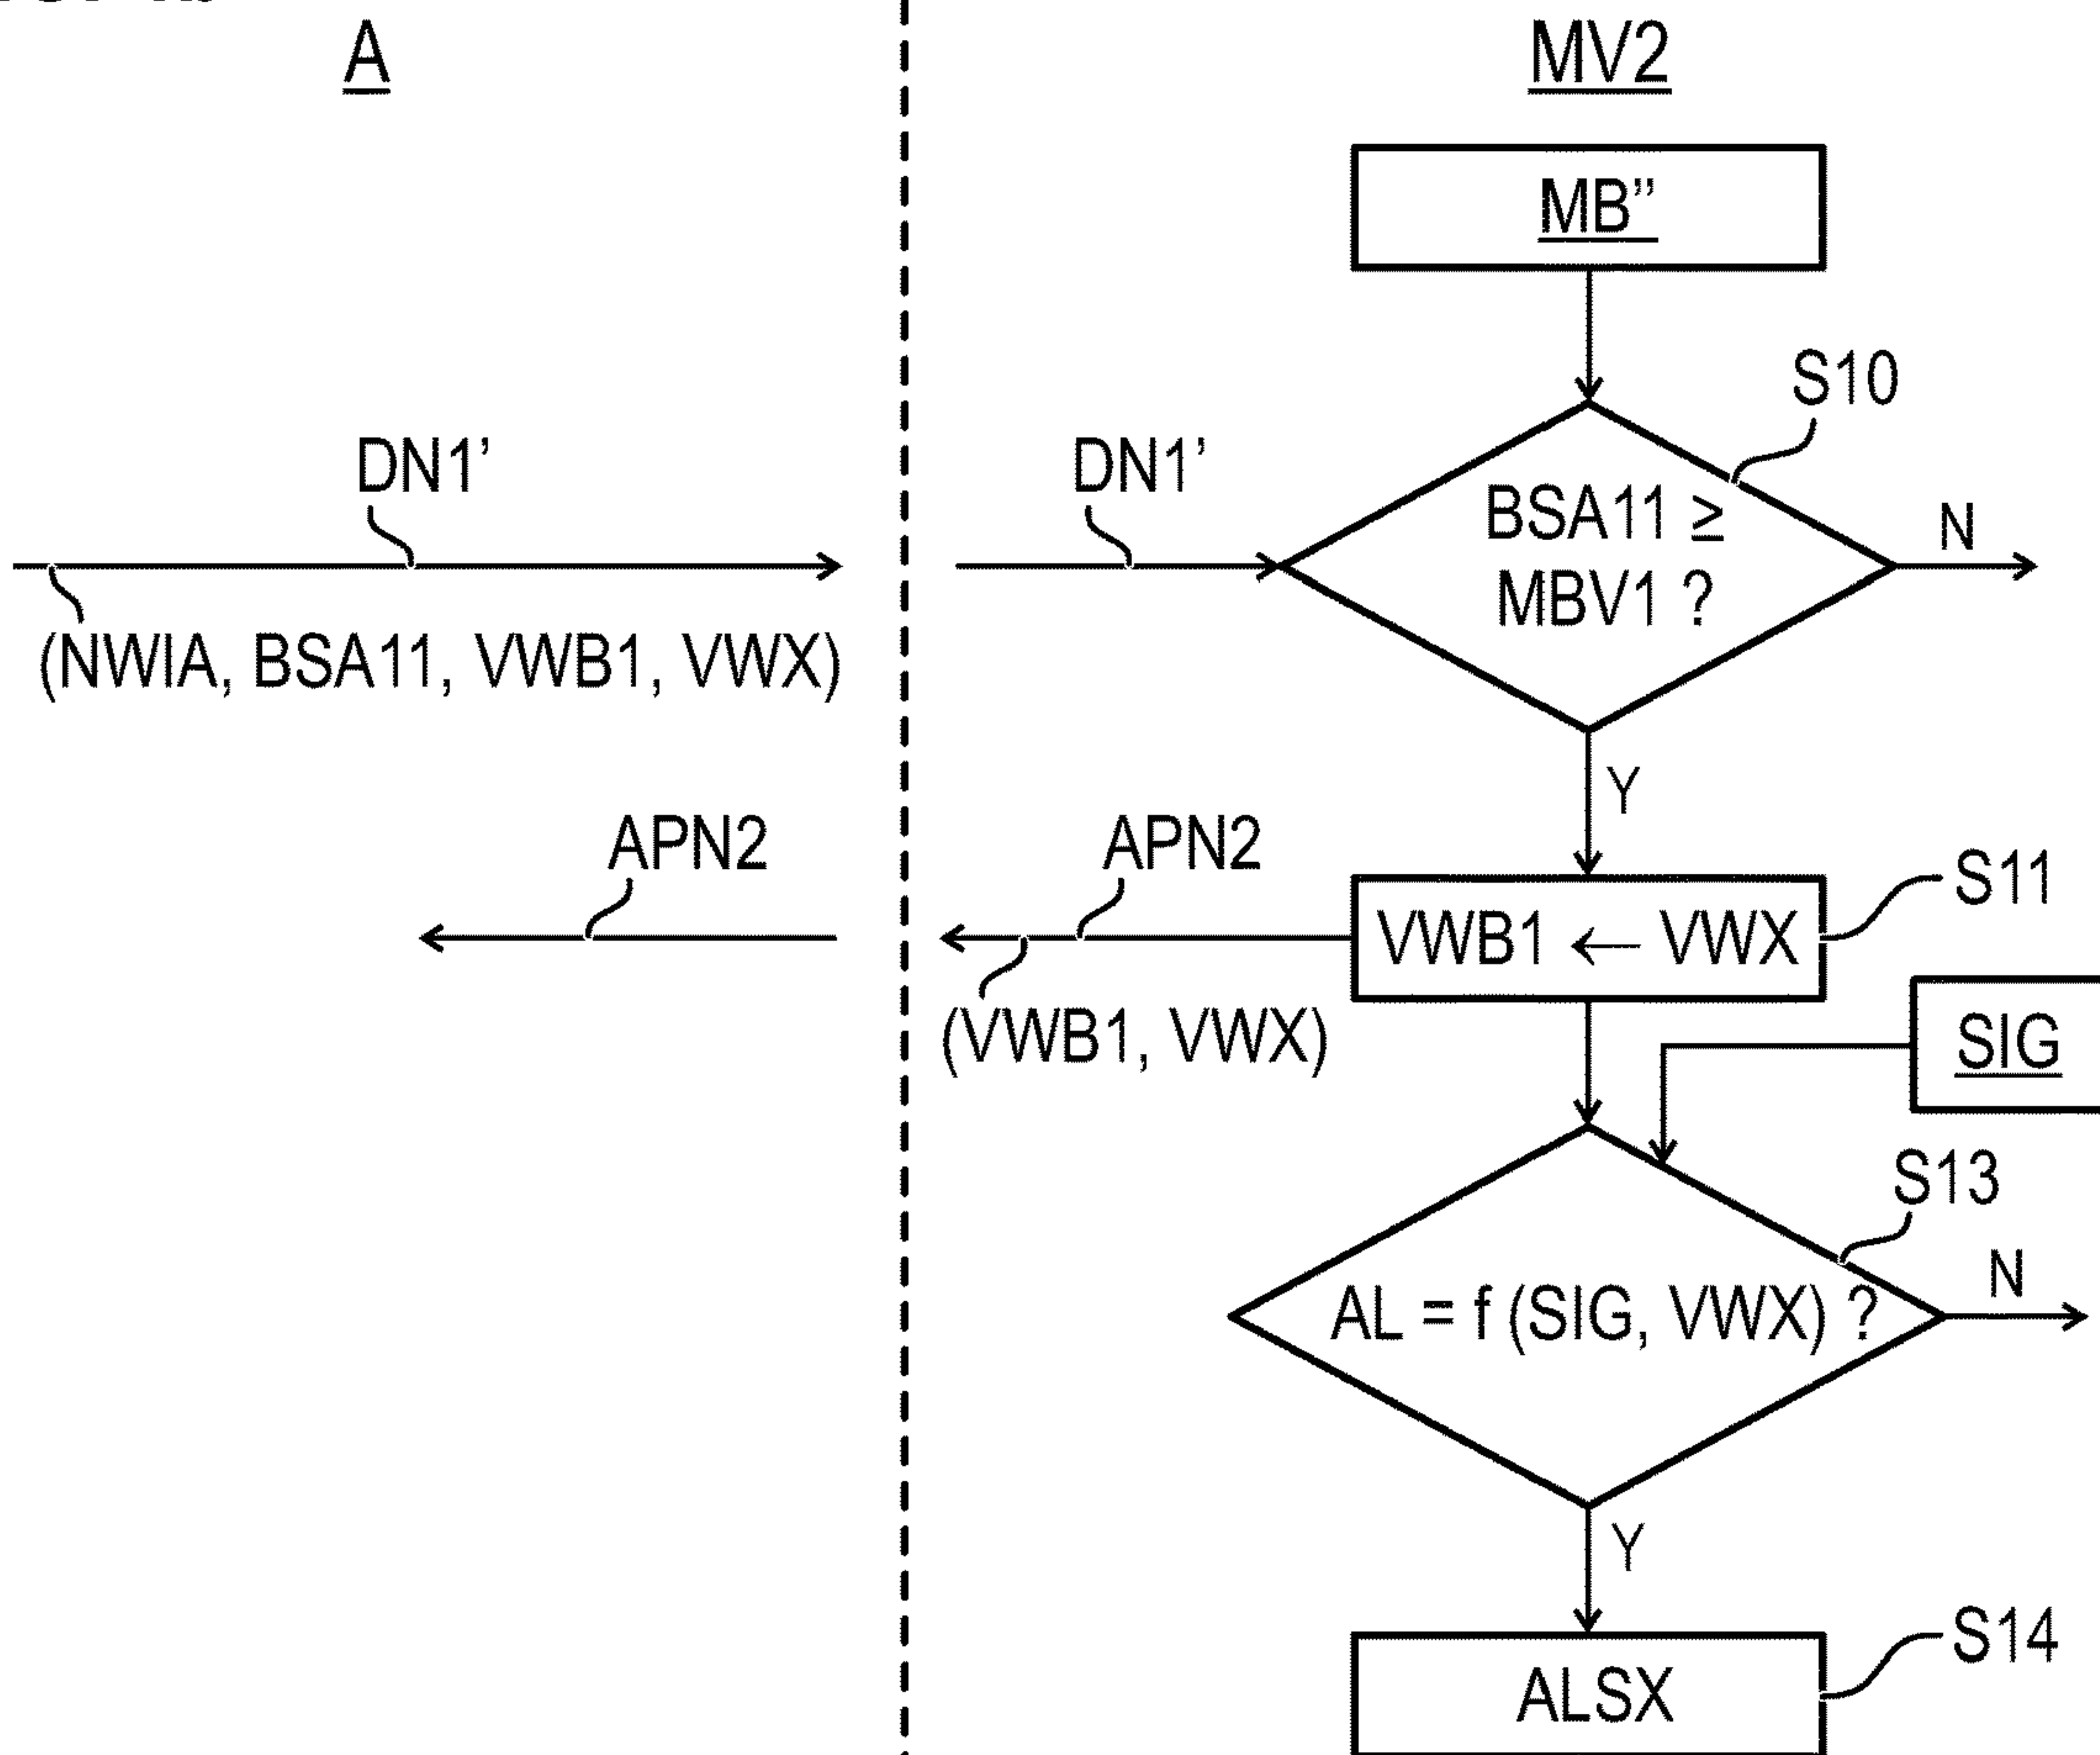 A
MV2
MB”
S10
DN1’
DN1’
BSA11 ≥
MBV1 ?
N
(NWIA, BSA11, VWB1, VWX)
Y
APN2
APN2
S11
VWB1 ← VWX
(VWB1, VWX)
SIG
S13
AL = f (SIG, VWX) ?
N
Y
S14
ALSX